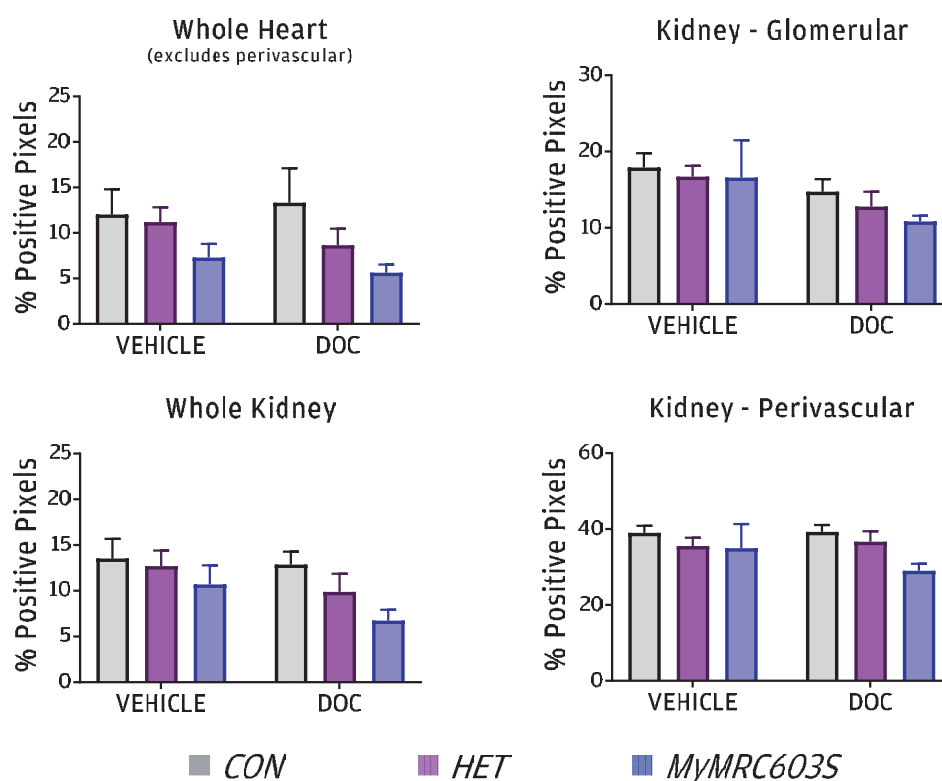 Whole Heart
(excludes perivascular)
% Positive Pixels
25
20
15
10
5
0
VEHICLE DOC
Kidney - Glomerular
% Positive Pixels
30
20
10
0
VEHICLE DOC
Whole Kidney
% Positive Pixels
25
20
15
10
5
0
VEHICLE DOC
Kidney - Perivascular
% Positive Pixels
60
40
20
0
VEHICLE DOC
CON HET MyMRC603S